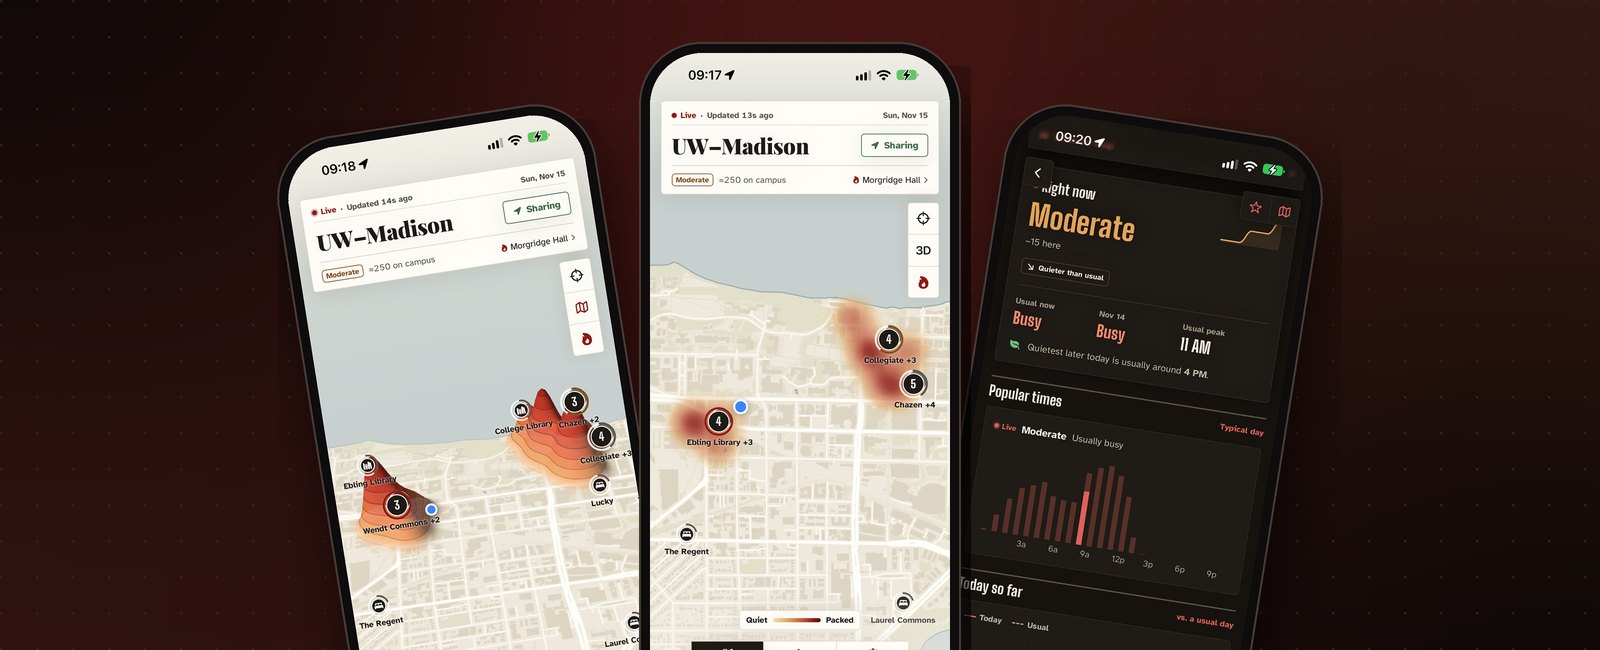 09:18
Live · Updated 14s ago
Sun, Nov 15
UW–Madison
Sharing
Moderate ≈250 on campus
Morgridge Hall
College Library
3
Chazen +2
4
Collegiate +3
Ebling Library
3
Wendt Commons +2
Lucky
The Regent
Laurel Co
09:17
Live · Updated 13s ago
Sun, Nov 15
UW–Madison
Sharing
Moderate ≈250 on campus
Morgridge Hall
3D
4
Collegiate +3
5
Chazen +4
4
Ebling Library +3
The Regent
Quiet Packed
Laurel Commons
09:20
Right now
Moderate
~15 here
Quieter than usual
Usual now
Busy
Nov 14
Busy
Usual peak
11 AM
Quietest later today is usually around 4 PM.
Popular times
Typical day
Live Moderate Usually busy
3a 6a 9a 12p 3p 6p 9p
Today so far
vs. a usual day
Today Usual